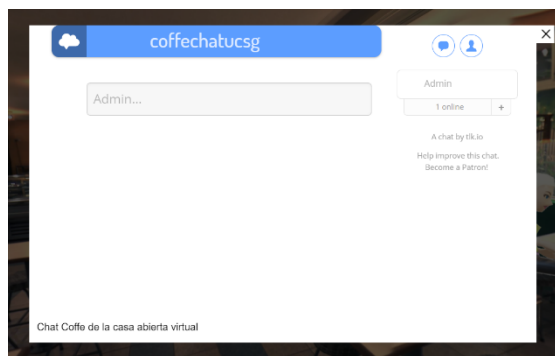 coffechatucsg
Admin...
Admin
1 online +
A chat by tlk.io
Help improve this chat.
Become a Patron!
Chat Coffe de la casa abierta virtual